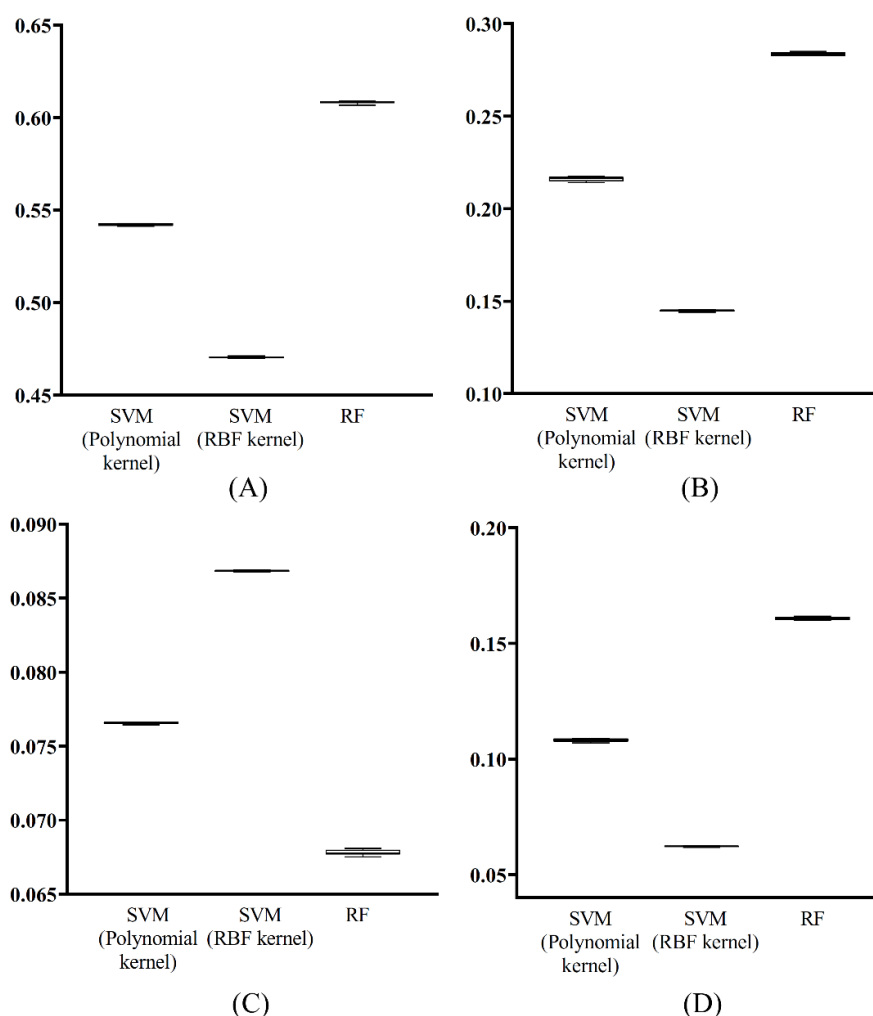 0.65
0.60
0.55
0.50
0.45
SVM
(Polynomial
kernel)
SVM
(RBF kernel)
RF
(A)
0.30
0.25
0.20
0.15
0.10
SVM
(Polynomial
kernel)
SVM
(RBF kernel)
RF
(B)
0.090
0.085
0.080
0.075
0.070
0.065
SVM
(Polynomial
kernel)
SVM
(RBF kernel)
RF
(C)
0.20
0.15
0.10
0.05
SVM
(Polynomial
kernel)
SVM
(RBF kernel)
RF
(D)